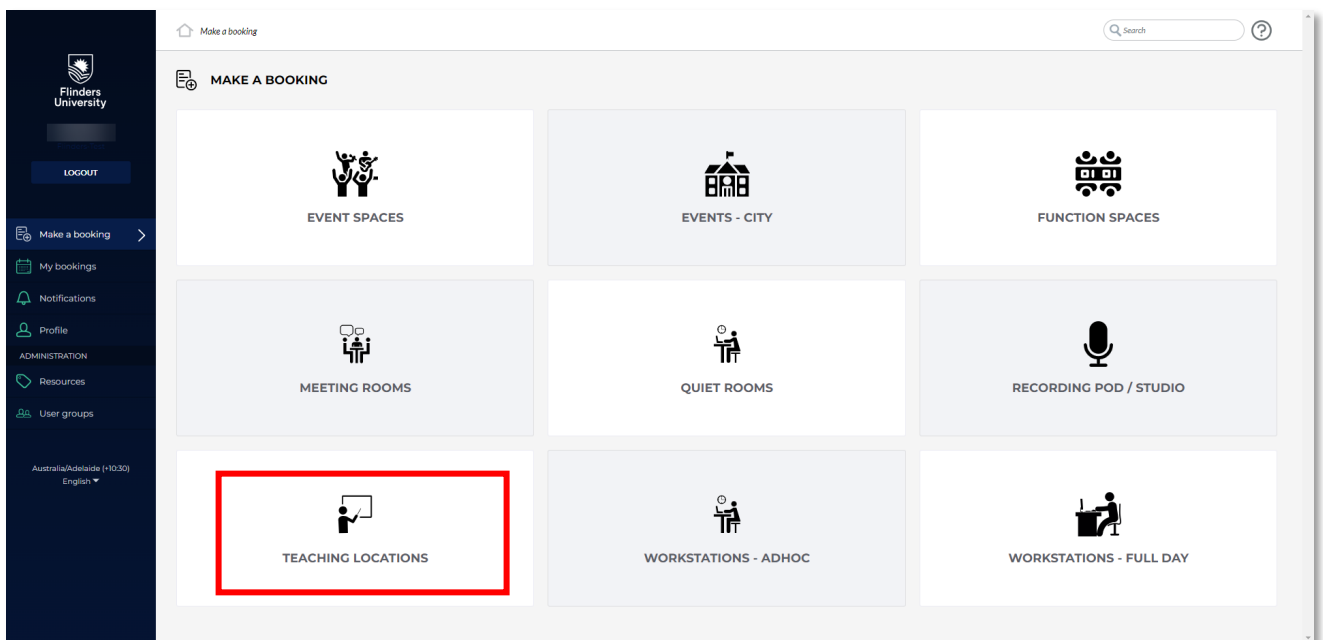 Flinders
University
LOGOUT
Make a booking
My bookings
Notifications
Profile
ADMINISTRATION
Resources
User groups
Australia/Adelaide (+10:30)
English
Make a booking
Search
?
MAKE A BOOKING
EVENT SPACES
EVENTS - CITY
FUNCTION SPACES
MEETING ROOMS
QUIET ROOMS
RECORDING POD / STUDIO
TEACHING LOCATIONS
WORKSTATIONS - ADHOC
WORKSTATIONS - FULL DAY